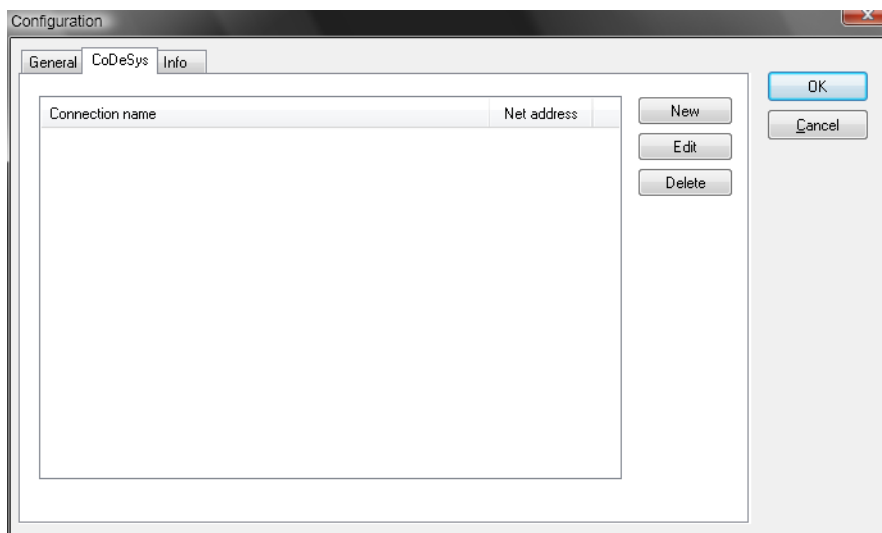 Configuration
General CoDeSys Info
OK
Connection name Net address New
Cancel
Edit
Delete